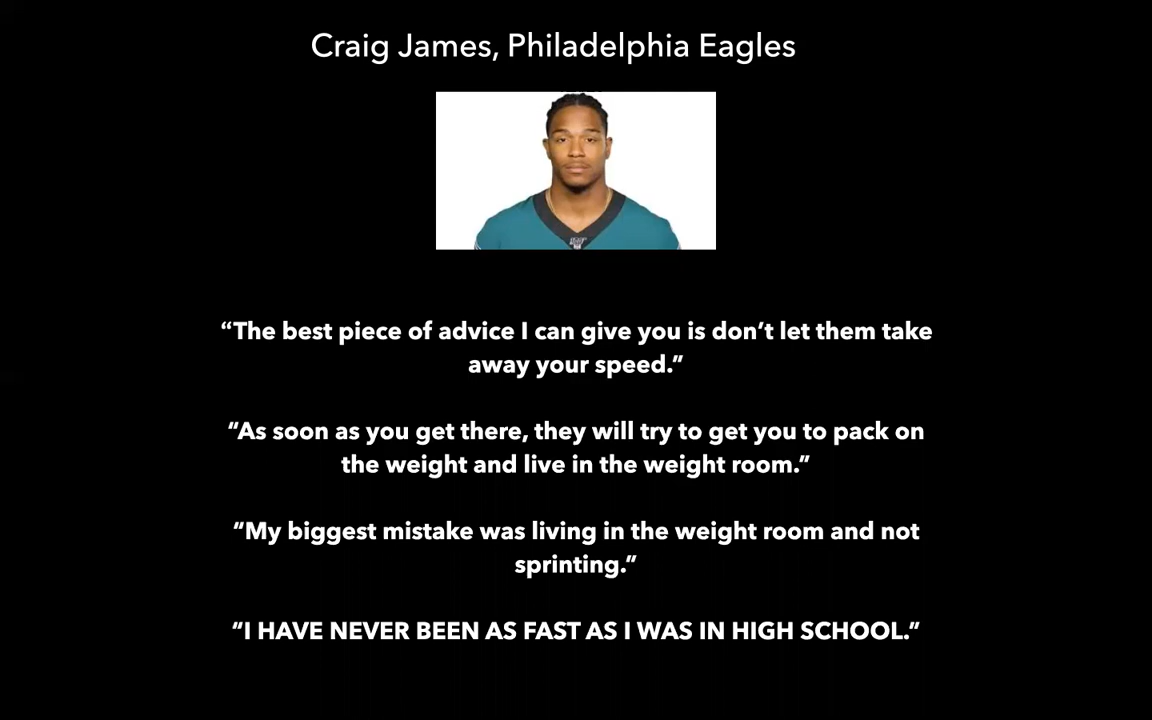 Craig James, Philadelphia Eagles
“The best piece of advice I can give you is don’t let them take
away your speed.”
“As soon as you get there, they will try to get you to pack on
the weight and live in the weight room.”
“My biggest mistake was living in the weight room and not
sprinting.”
“I HAVE NEVER BEEN AS FAST AS I WAS IN HIGH SCHOOL.”